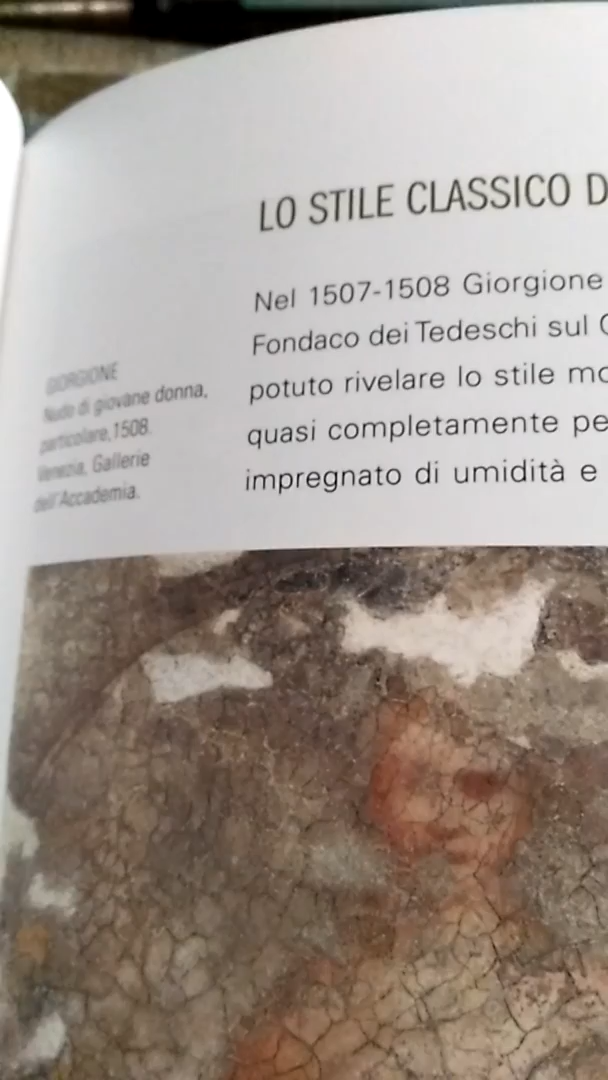 LO STILE CLASSICO D
Nel 1507-1508 Giorgione
Fondaco dei Tedeschi sul
potuto rivelare lo stile mo
quasi completamente pe
impregnato di umidità e
GIORGIONE
Nudo di giovane donna,
particolare, 1508.
Venezia, Gallerie
dell'Accademia.